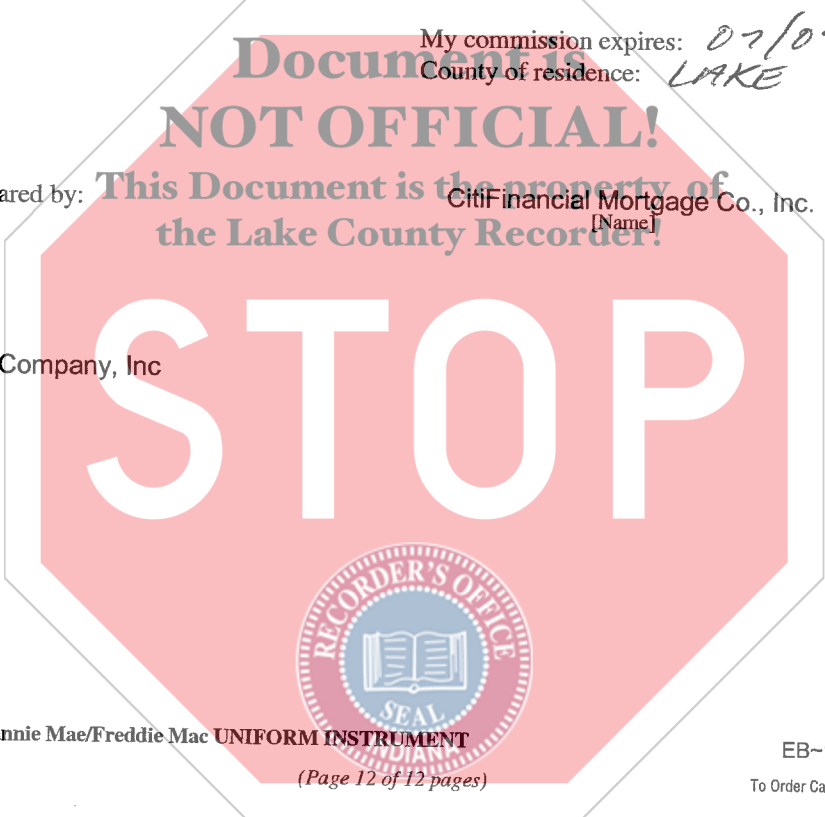 My commission expires: 07/0
County of residence: LAKE
Document is
NOT OFFICIAL!
This Document is the property of
the Lake County Recorder!
ared by:
CitiFinancial Mortgage Co., Inc.
[Name]
Company, Inc
STOP
RECORDER'S OFFICE
SEAL
INDIANA
nnie Mae/Freddie Mac UNIFORM INSTRUMENT
(Page 12 of 12 pages)
EB~
To Order Ca